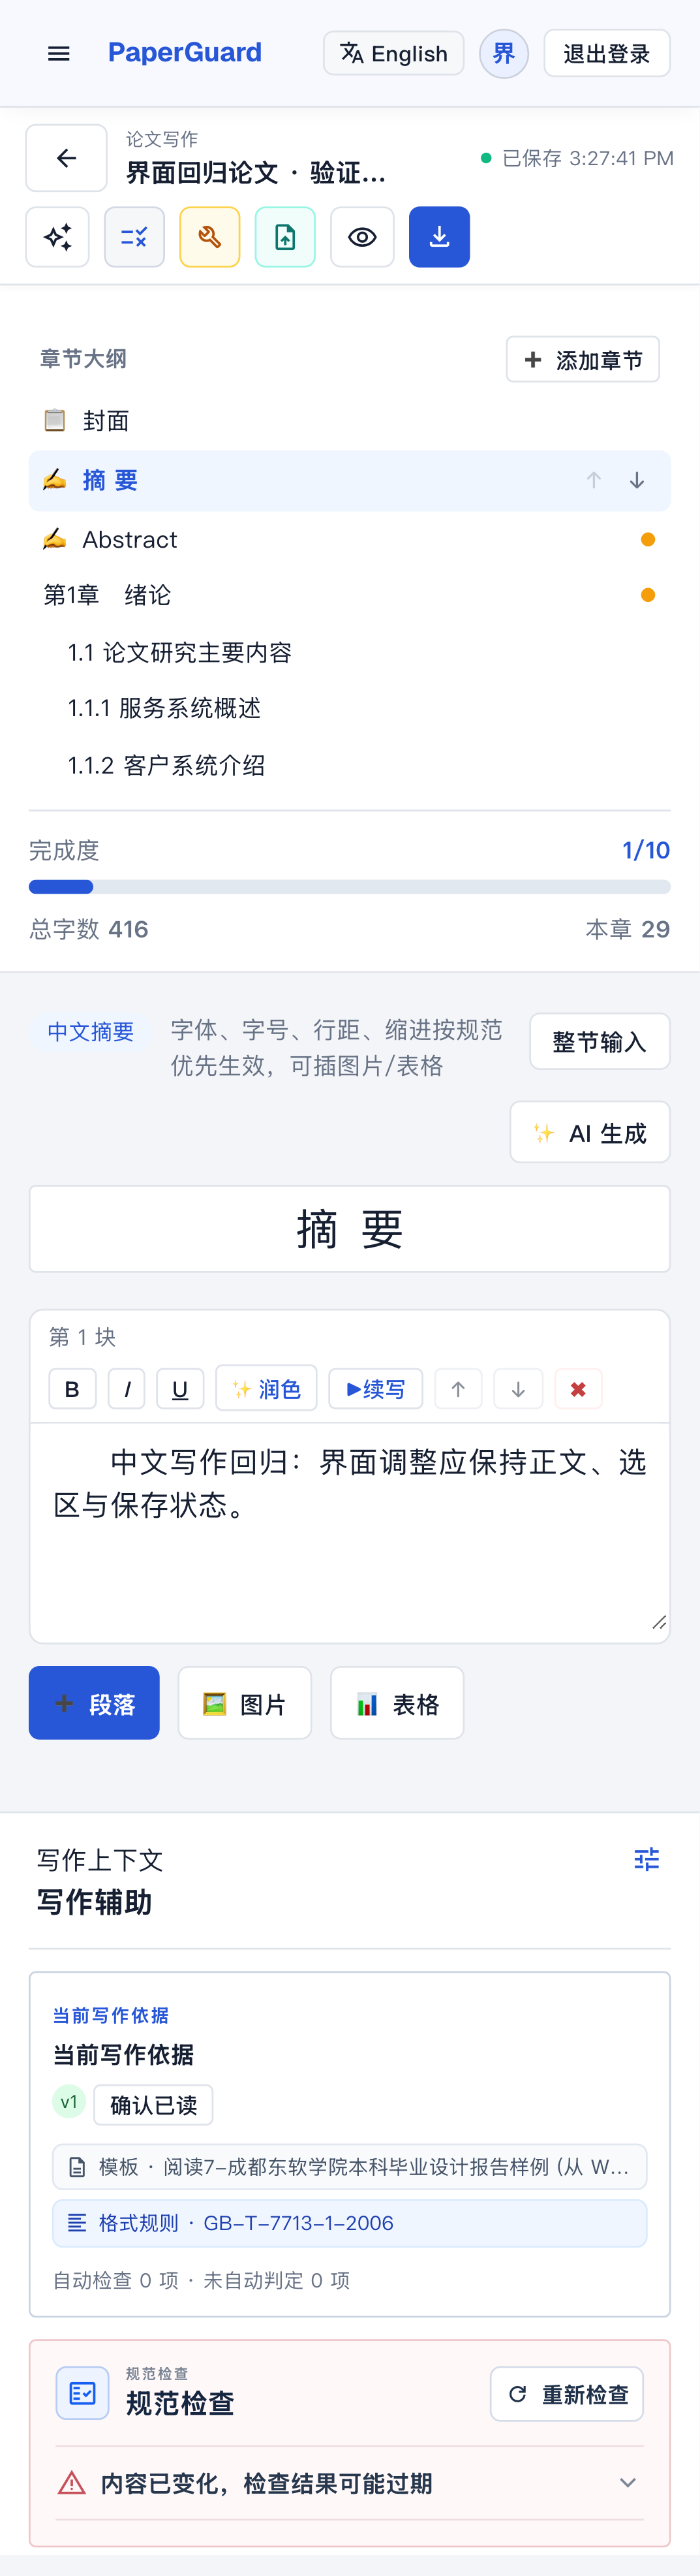 PaperGuard
English
界
退出登录
论文写作
界面回归论文 · 验证...
已保存 3:27:41 PM
章节大纲
添加章节
封面
摘 要
Abstract
第1章　绪论
1.1 论文研究主要内容
1.1.1 服务系统概述
1.1.2 客户系统介绍
完成度
1/10
总字数 416
本章 29
中文摘要
字体、字号、行距、缩进按规范
优先生效，可插图片/表格
整节输入
AI 生成
摘 要
第 1 块
B
I
U
润色
续写
中文写作回归：界面调整应保持正文、选
区与保存状态。
段落
图片
表格
写作上下文
写作辅助
当前写作依据
当前写作依据
v1
确认已读
模板 · 阅读7-成都东软学院本科毕业设计报告样例 (从 W...
格式规则 · GB-T-7713-1-2006
自动检查 0 项 · 未自动判定 0 项
规范检查
规范检查
重新检查
内容已变化，检查结果可能过期